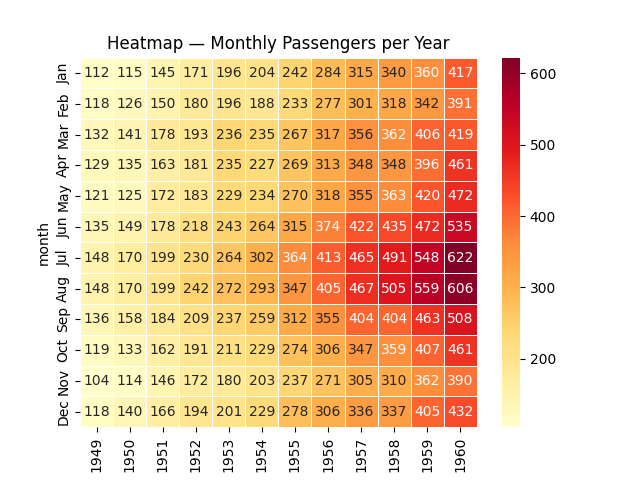 Heatmap — Monthly Passengers per Year
Jan 112 115 145 171 196 204 242 284 315 340 360 417
Feb 118 126 150 180 196 188 233 277 301 318 342 391
Mar 132 141 178 193 236 235 267 317 356 362 406 419
Apr 129 135 163 181 235 227 269 313 348 348 396 461
May 121 125 172 183 229 234 270 318 355 363 420 472
Jun 135 149 178 218 243 264 315 374 422 435 472 535
Jul 148 170 199 230 264 302 364 413 465 491 548 622
Aug 148 170 199 242 272 293 347 405 467 505 559 606
Sep 136 158 184 209 237 259 312 355 404 404 463 508
Oct 119 133 162 191 211 229 274 306 347 359 407 461
Nov 104 114 146 172 180 203 237 271 305 310 362 390
Dec 118 140 166 194 201 229 278 306 336 337 405 432
1949 1950 1951 1952 1953 1954 1955 1956 1957 1958 1959 1960
month
600
500
400
300
200